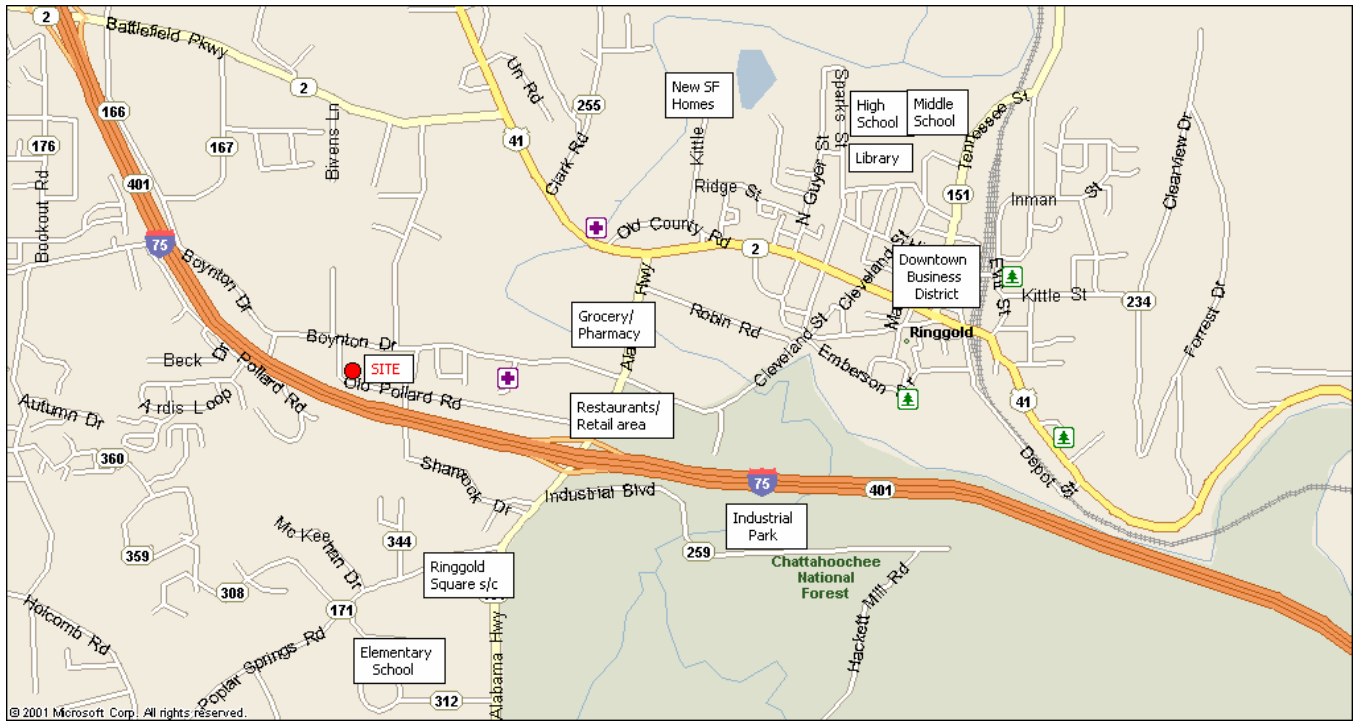 2
Battlefield Pkwy
2
166
176
167
Bivens Ln
Bookout Rd
401
75
Boynton Dr
Un Rd
255
41
Clark Rd
New SF
Homes
Kittle
Ridge St
Old County Rd
2
N Guyer St
Sparks St
High
School
Middle
School
Library
Tennessee St
151
Inman St
Clearview Dr
Cleveland St
Downtown
Business
District
Evitt St
Kittle St
234
Forrest Dr
Ringgold
Alabama Hwy
Grocery/
Pharmacy
Robin Rd
Emberson Dr
Cleveland St
Boynton Dr
Beck
Dr
SITE
Old Pollard Rd
Pollard Rd
Ardis Loop
Autumn Dr
360
Restaurants/
Retail area
41
Depot St
Shamrock Dr
Industrial Blvd
75
401
Industrial
Park
259
Chattahoochee
National
Forest
Hackett Mill Rd
McKeehan Dr
344
359
308
171
Ringgold
Square s/c
Holcomb Rd
Poplar Springs Rd
Elementary
School
312
Alabama Hwy
© 2001 Microsoft Corp. All rights reserved.